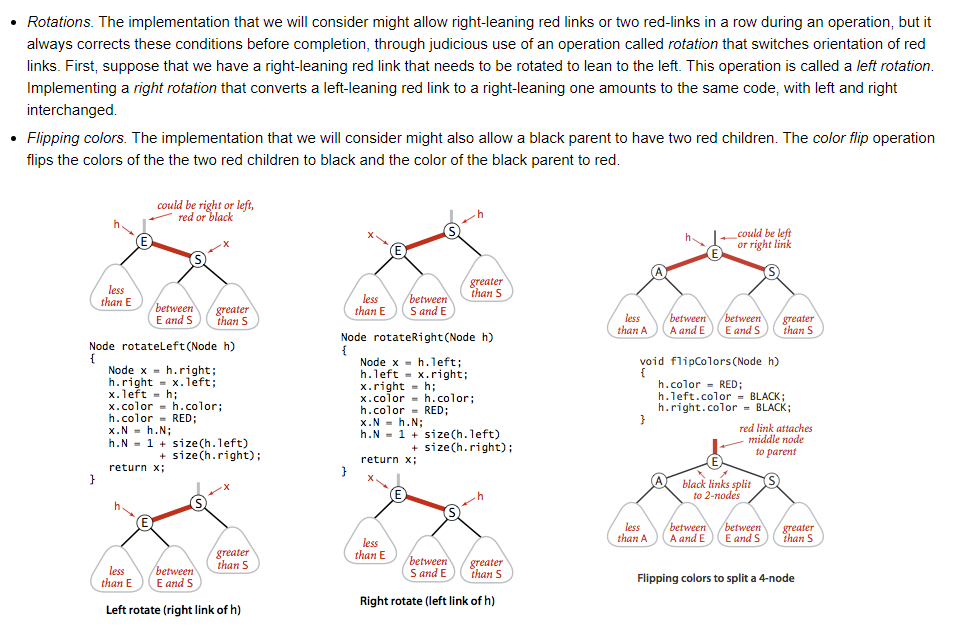 • Rotations. The implementation that we will consider might allow right-leaning red links or two red-links in a row during an operation, but it
always corrects these conditions before completion, through judicious use of an operation called rotation that switches orientation of red
links. First, suppose that we have a right-leaning red link that needs to be rotated to lean to the left. This operation is called a left rotation.
Implementing a right rotation that converts a left-leaning red link to a right-leaning one amounts to the same code, with left and right
interchanged.
• Flipping colors. The implementation that we will consider might also allow a black parent to have two red children. The color flip operation
flips the colors of the the two red children to black and the color of the black parent to red.
could be right or left,
red or black
h
E
x
S
less
than E
between
E and S
greater
than S
Node rotateLeft(Node h)
{
Node x = h.right;
h.right = x.left;
x.left = h;
x.color = h.color;
h.color = RED;
x.N = h.N;
h.N = 1 + size(h.left)
+ size(h.right);
return x;
}
x
S
h
E
less
than E
between
E and S
greater
than S
Left rotate (right link of h)
h
S
x
E
less
than E
between
S and E
greater
than S
Node rotateRight(Node h)
{
Node x = h.left;
h.left = x.right;
x.right = h;
x.color = h.color;
h.color = RED;
x.N = h.N;
h.N = 1 + size(h.left)
+ size(h.right);
return x;
}
x
E
h
S
less
than E
between
S and E
greater
than S
Right rotate (left link of h)
h
could be left
or right link
E
A
S
less
than A
between
A and E
between
E and S
greater
than S
void flipColors(Node h)
{
h.color = RED;
h.left.color = BLACK;
h.right.color = BLACK;
}
red link attaches
middle node
to parent
E
A
black links split
to 2-nodes
S
less
than A
between
A and E
between
E and S
greater
than S
Flipping colors to split a 4-node